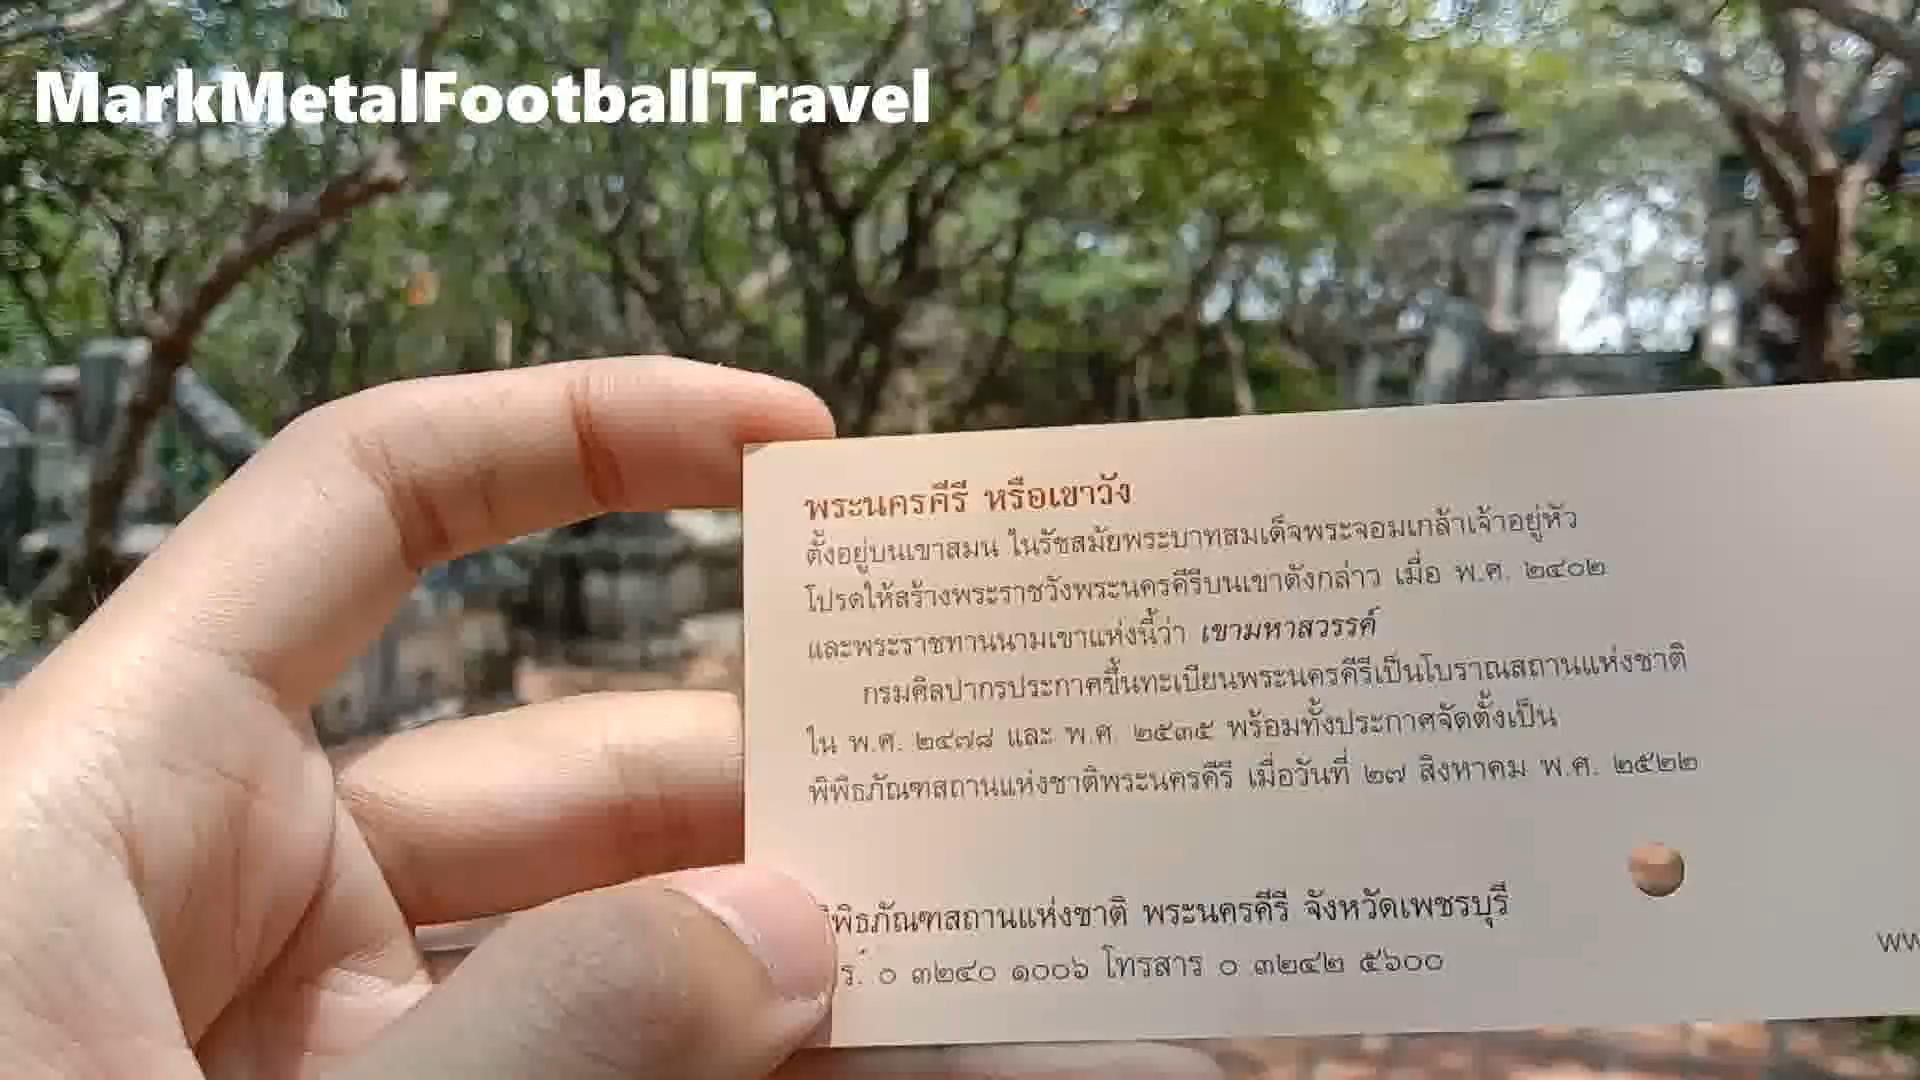 MarkMetalFootballTravel
พระนครคีรี หรือเขาวัง
ตั้งอยู่บนเขาสมน ในรัชสมัยพระบาทสมเด็จพระจอมเกล้าเจ้าอยู่หัว
โปรดให้สร้างพระราชวังพระนครคีรีบนเขาดังกล่าว เมื่อ พ.ศ. ๒๔๐๒
และพระราชทานนามเขาแห่งนี้ว่า เขามหาสวรรค์
กรมศิลปากรประกาศขึ้นทะเบียนพระนครคีรีเป็นโบราณสถานแห่งชาติ
ใน พ.ศ. ๒๔๗๘ และ พ.ศ. ๒๕๓๕ พร้อมทั้งประกาศจัดตั้งเป็น
พิพิธภัณฑสถานแห่งชาติพระนครคีรี เมื่อวันที่ ๒๗ สิงหาคม พ.ศ. ๒๕๒๒
พิธภัณฑสถานแห่งชาติ พระนครคีรี จังหวัดเพชรบุรี
ร. ๐ ๓๒๔๐ ๑๐๐๖ โทรสาร ๐ ๓๒๔๒ ๕๖๐๐